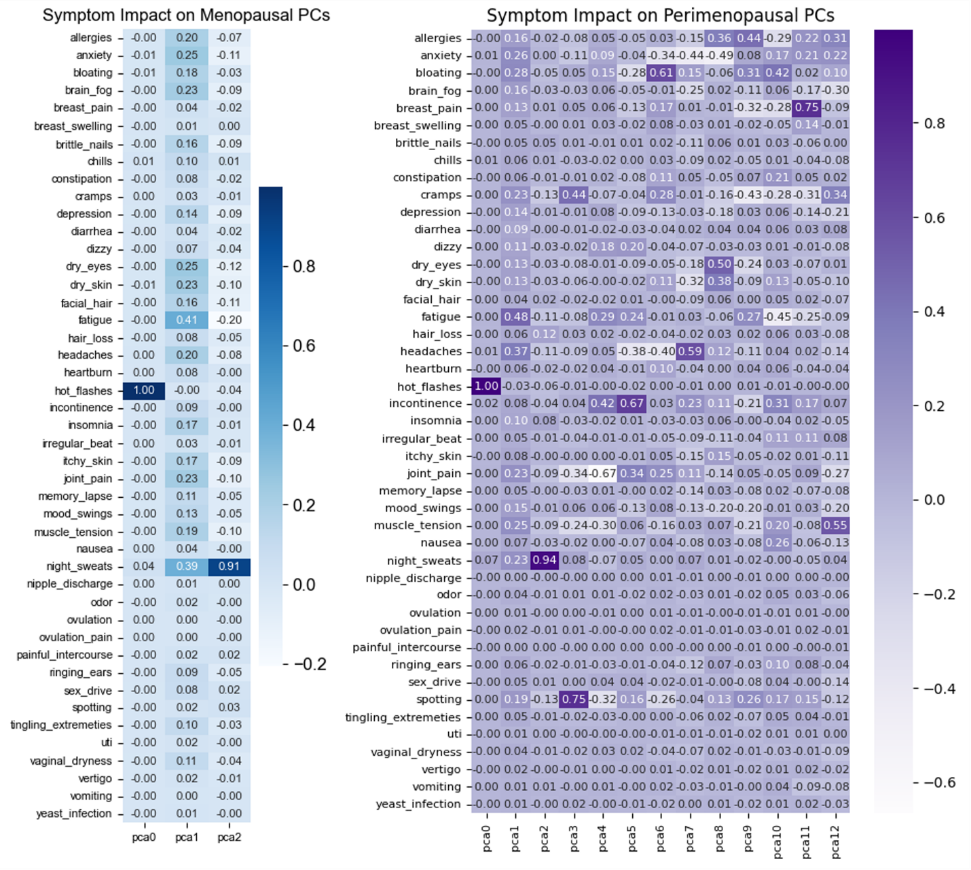 Symptom Impact on Menopausal PCs
allergies -0.00 0.20 -0.07
anxiety -0.01 0.25 -0.11
bloating -0.01 0.18 -0.03
brain_fog -0.00 0.23 -0.09
breast_pain -0.00 0.04 -0.02
breast_swelling -0.00 0.01 0.00
brittle_nails -0.00 0.16 -0.09
chills 0.01 0.10 0.01
constipation -0.00 0.08 -0.02
cramps 0.00 0.03 -0.01
depression -0.00 0.14 -0.09
diarrhea -0.00 0.04 -0.02
dizzy -0.00 0.07 -0.04
dry_eyes -0.00 0.25 -0.12
dry_skin -0.01 0.23 -0.10
facial_hair -0.00 0.16 -0.11
fatigue -0.00 0.41 -0.20
hair_loss -0.00 0.08 -0.05
headaches 0.00 0.20 -0.08
heartburn 0.00 0.08 -0.00
hot_flashes 1.00 -0.00 -0.04
incontinence -0.00 0.09 -0.00
insomnia -0.00 0.17 -0.01
irregular_beat -0.00 0.03 -0.01
itchy_skin -0.00 0.17 -0.09
joint_pain -0.00 0.23 -0.10
memory_lapse -0.00 0.11 -0.05
mood_swings -0.00 0.13 -0.05
muscle_tension -0.00 0.19 -0.10
nausea 0.00 0.04 -0.00
night_sweats 0.04 0.39 0.91
nipple_discharge -0.00 0.01 0.00
odor -0.00 0.02 -0.00
ovulation -0.00 0.00 -0.00
ovulation_pain -0.00 0.00 -0.00
painful_intercourse -0.00 0.02 0.02
ringing_ears -0.00 0.09 -0.05
sex_drive -0.00 0.08 0.02
spotting -0.00 0.02 0.03
tingling_extremeties -0.00 0.10 -0.03
uti -0.00 0.02 -0.00
vaginal_dryness -0.00 0.11 -0.04
vertigo -0.00 0.02 -0.01
vomiting -0.00 0.00 -0.00
yeast_infection -0.00 0.01 -0.00
pca0 pca1 pca2
0.8
0.6
0.4
0.2
0.0
−0.2
Symptom Impact on Perimenopausal PCs
allergies -0.00 0.16 -0.02 -0.08 0.05 -0.05 0.03 -0.15 0.36 0.44 -0.29 0.22 0.31
anxiety 0.01 0.26 0.00 -0.11 0.09 -0.04 -0.34 -0.44 -0.49 0.08 0.17 0.21 0.22
bloating -0.00 0.28 -0.05 0.05 0.15 -0.28 0.61 0.15 -0.06 0.31 0.42 0.02 0.10
brain_fog -0.00 0.16 -0.03 -0.03 0.06 -0.05 -0.01 -0.25 0.02 -0.11 0.06 -0.17 -0.30
breast_pain -0.00 0.13 0.01 0.05 0.06 -0.13 0.17 -0.01 0.01 -0.32 -0.28 0.75 -0.09
breast_swelling -0.00 0.05 -0.00 0.01 0.03 -0.02 0.08 -0.03 0.01 -0.02 -0.05 0.14 -0.01
brittle_nails -0.00 0.05 0.01 -0.01 0.01 -0.01 0.02 -0.11 0.06 0.01 0.03 -0.06 0.00
chills 0.01 0.06 0.01 -0.03 -0.02 0.00 0.03 -0.09 -0.02 -0.05 0.01 -0.04 -0.08
constipation -0.00 0.06 -0.01 -0.01 0.02 -0.08 0.11 0.05 -0.05 0.07 0.21 0.05 0.02
cramps -0.00 0.23 -0.13 0.44 -0.07 -0.04 0.28 -0.01 -0.16 -0.43 -0.28 -0.31 0.34
depression -0.00 0.14 -0.01 -0.01 0.08 -0.09 -0.13 -0.03 -0.18 0.03 0.06 -0.14 -0.21
diarrhea -0.00 0.09 -0.00 -0.01 0.02 -0.03 -0.04 0.02 0.04 0.04 0.06 0.03 0.08
dizzy -0.00 0.11 -0.03 -0.02 0.18 0.20 -0.04 -0.07 -0.03 -0.03 0.01 -0.01 -0.08
dry_eyes -0.00 0.13 -0.03 -0.08 -0.01 -0.09 -0.05 -0.18 0.50 -0.24 0.03 -0.07 0.01
dry_skin -0.00 0.13 -0.03 -0.06 0.00 -0.02 0.11 -0.32 0.38 -0.09 0.13 -0.05 -0.10
facial_hair -0.00 0.04 0.02 -0.02 -0.02 0.01 -0.00 -0.09 -0.06 0.00 0.05 0.02 -0.07
fatigue -0.00 0.48 -0.11 -0.08 0.29 0.24 -0.01 0.03 -0.06 0.27 -0.45 -0.25 -0.09
hair_loss -0.00 0.06 0.12 0.02 0.03 -0.02 -0.04 -0.02 0.03 0.02 0.06 0.03 -0.08
headaches 0.01 0.37 -0.11 -0.09 0.05 -0.38 -0.40 0.59 0.12 -0.11 0.04 0.02 -0.14
heartburn -0.00 0.06 -0.02 -0.04 0.01 0.00 0.10 -0.04 0.00 0.04 -0.06 0.02 -0.04
hot_flashes 1.00 -0.03 -0.06 -0.01 -0.00 -0.02 0.00 -0.01 -0.00 0.01 -0.01 -0.00 -0.00
incontinence 0.02 0.08 -0.04 0.04 0.42 0.67 0.03 0.23 0.11 -0.21 0.31 0.17 0.07
insomnia -0.00 0.10 0.08 -0.03 -0.02 0.01 -0.03 -0.03 0.06 -0.00 -0.04 0.02 -0.05
irregular_beat -0.00 0.05 -0.01 -0.04 -0.01 -0.01 -0.05 -0.09 -0.11 -0.04 0.11 0.11 0.08
itchy_skin -0.00 0.08 -0.00 -0.00 0.01 -0.00 0.05 -0.15 0.15 -0.05 -0.02 0.01 -0.11
joint_pain -0.00 0.23 -0.09 -0.34 -0.67 0.34 0.25 0.11 -0.14 0.05 -0.05 0.09 -0.27
memory_lapse -0.00 0.05 -0.00 -0.03 0.01 0.00 -0.02 -0.14 0.03 -0.08 0.02 -0.07 -0.08
mood_swings -0.00 0.15 -0.01 0.06 0.06 -0.13 0.08 -0.13 -0.20 -0.20 -0.01 0.03 -0.20
muscle_tension -0.00 0.25 -0.09 -0.24 -0.30 0.06 -0.16 0.03 0.07 -0.21 0.20 -0.08 0.55
nausea 0.00 0.07 -0.03 -0.02 0.00 -0.07 0.04 -0.08 0.03 -0.08 0.26 -0.06 -0.13
night_sweats 0.07 0.23 0.94 0.08 -0.07 0.05 0.00 0.07 0.01 -0.02 -0.00 -0.05 0.04
nipple_discharge -0.00 0.00 -0.00 -0.00 0.00 -0.00 0.00 -0.01 0.01 -0.00 -0.01 0.00 -0.00
odor -0.00 0.04 -0.01 0.01 0.01 -0.03 0.02 -0.01 0.01 -0.02 0.05 0.03 -0.06
ovulation -0.00 0.01 -0.00 0.00 -0.00 -0.00 0.00 -0.01 -0.01 -0.00 -0.01 -0.01 0.00
ovulation_pain -0.00 0.02 -0.01 0.01 -0.00 -0.00 0.02 -0.01 -0.01 -0.03 -0.01 0.02 -0.01
painful_intercourse -0.00 0.00 -0.00 0.00 -0.00 -0.00 0.00 -0.00 -0.00 0.00 -0.00 -0.00 -0.00
ringing_ears -0.00 0.06 -0.02 -0.01 -0.03 -0.01 -0.04 -0.12 0.07 -0.03 0.10 0.08 -0.04
sex_drive -0.00 0.05 0.01 0.00 0.04 0.04 0.02 -0.01 -0.08 0.04 -0.03 -0.00 -0.14
spotting -0.00 0.19 -0.13 0.75 -0.32 0.16 -0.26 -0.04 0.13 0.26 0.17 0.15 -0.12
tingling_extremeties -0.00 0.05 -0.01 -0.02 -0.03 -0.00 -0.00 -0.06 0.02 -0.07 0.05 0.04 -0.01
uti -0.00 0.01 -0.00 0.00 0.00 0.00 -0.00 -0.01 0.00 -0.01 0.01 0.01 0.00
vaginal_dryness -0.00 0.04 -0.01 -0.02 0.03 0.02 -0.04 -0.07 0.02 -0.03 -0.01 -0.03 -0.09
vertigo -0.00 0.02 -0.00 -0.01 0.00 -0.00 0.01 -0.02 0.01 -0.02 0.01 0.02 -0.02
vomiting -0.00 0.01 0.01 -0.00 0.01 -0.02 0.01 -0.01 0.00 -0.00 0.04 -0.09 -0.08
yeast_infection -0.00 0.01 -0.00 0.02 -0.00 -0.01 -0.02 0.00 0.01 -0.02 0.01 0.02 -0.03
pca0 pca1 pca2 pca3 pca4 pca5 pca6 pca7 pca8 pca9 pca10 pca11 pca12
0.8
0.6
0.4
0.2
0.0
−0.2
−0.4
−0.6